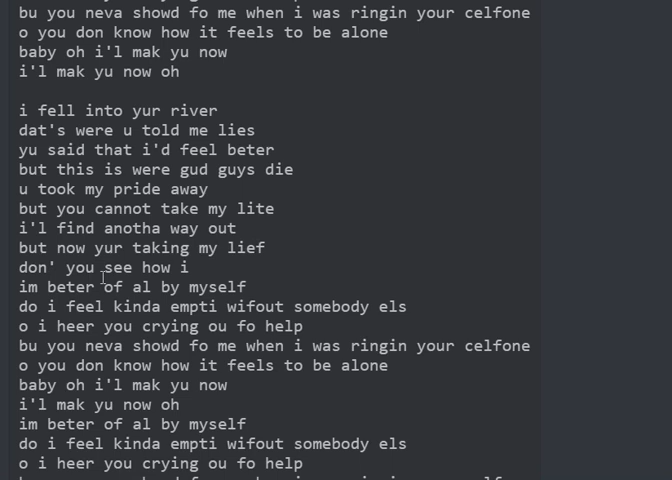 bu you neva showd fo me when i was ringin your celfone
o you don know how it feels to be alone
baby oh i'l mak yu now
i'l mak yu now oh

i fell into yur river
dat's were u told me lies
yu said that i'd feel beter
but this is were gud guys die
u took my pride away
but you cannot take my lite
i'l find anotha way out
but now yur taking my lief
don' you see how i
im beter of al by myself
do i feel kinda empti wifout somebody els
o i heer you crying ou fo help
bu you neva showd fo me when i was ringin your celfone
o you don know how it feels to be alone
baby oh i'l mak yu now
i'l mak yu now oh
im beter of al by myself
do i feel kinda empti wifout somebody els
o i heer you crying ou fo help